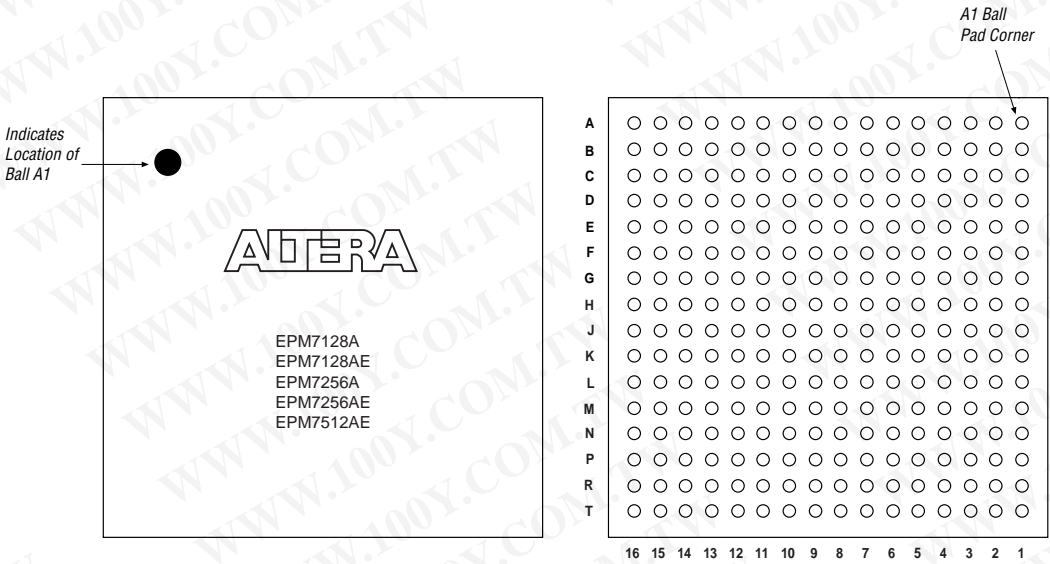 A1 Ball
Pad Corner
Indicates
Location of
Ball A1
ALTERA
EPM7128A
EPM7128AE
EPM7256A
EPM7256AE
EPM7512AE
A
B
C
D
E
F
G
H
J
K
L
M
N
P
R
T
16 15 14 13 12 11 10 9 8 7 6 5 4 3 2 1
WWW.100Y.COM.TW